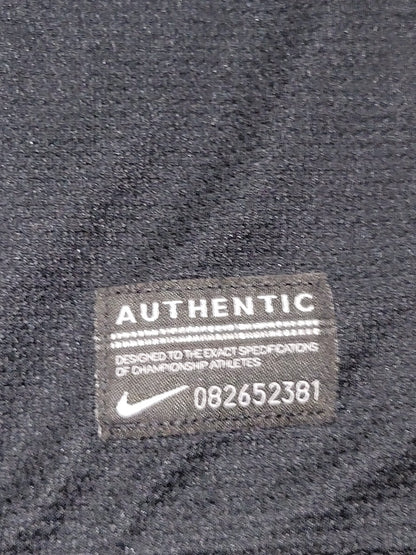 AUTHENTIC
DESIGNED TO THE EXACT SPECIFICATIONS
OF CHAMPIONSHIP ATHLETES
082652381